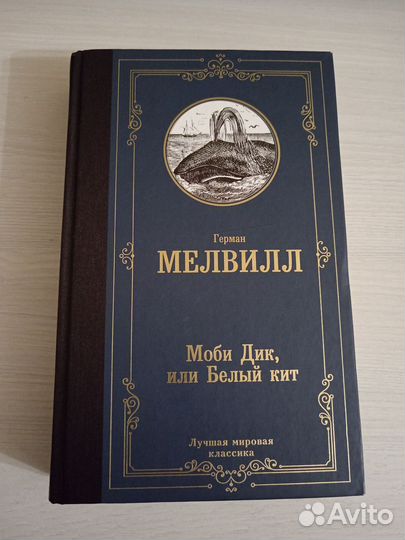 Герман
МЕЛВИЛЛ
Моби Дик,
или Белый кит
Лучшая мировая
классика
Avito